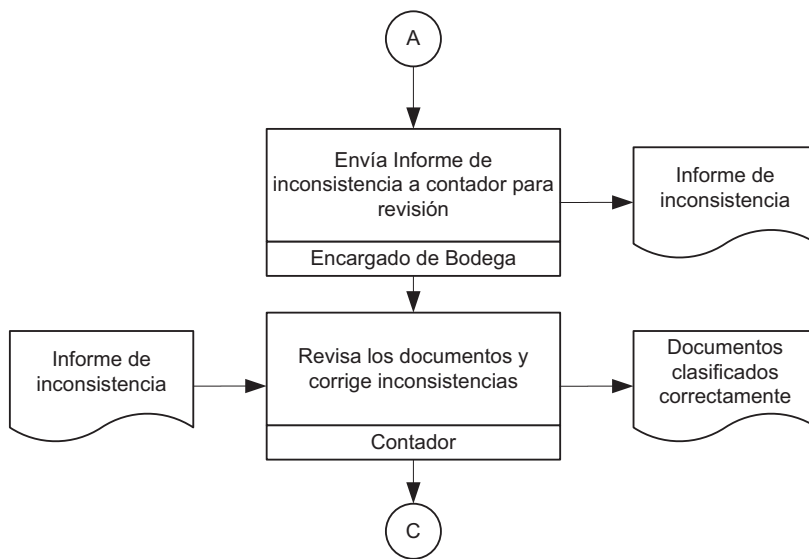 A
Envía Informe de
inconsistencia a contador para
revisión
Encargado de Bodega
Informe de
inconsistencia
Informe de
inconsistencia
Revisa los documentos y
corrige inconsistencias
Contador
Documentos
clasificados
correctamente
C